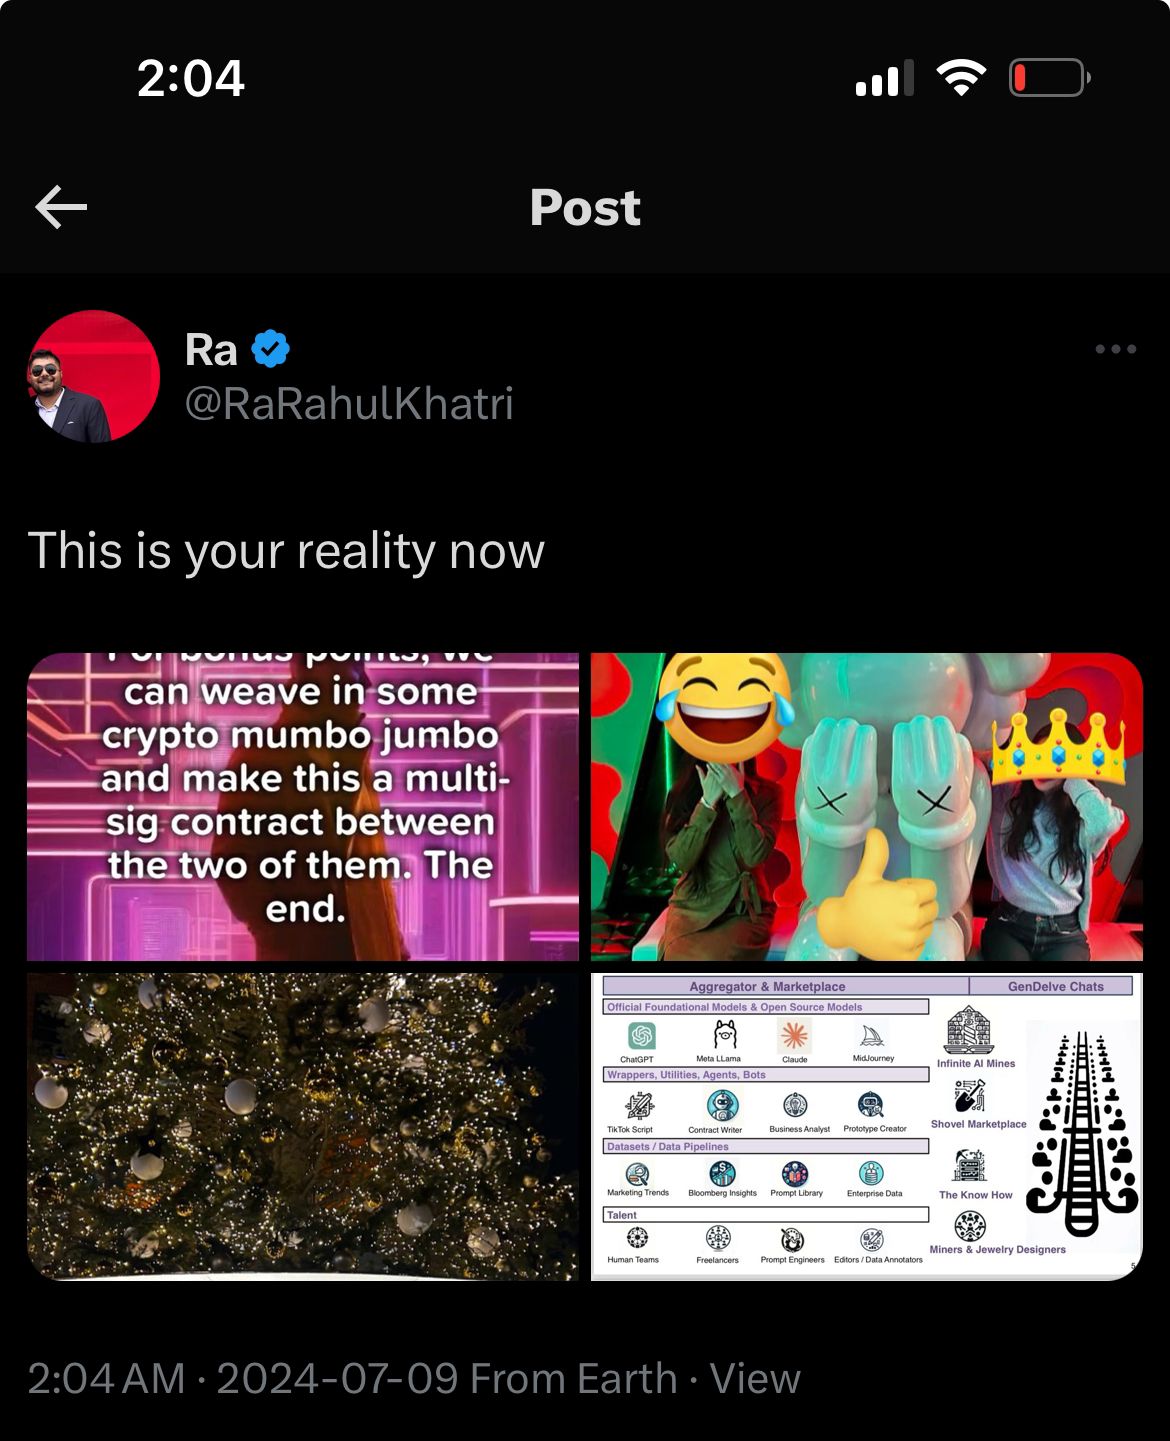 2:04
Post
Ra
@RaRahulKhatri
This is your reality now
For bonus points, we
can weave in some
crypto mumbo jumbo
and make this a multi-
sig contract between
the two of them. The
end.
Aggregator & Marketplace
GenDelve Chats
Official Foundational Models & Open Source Models
ChatGPT
Meta LLama
Claude
MidJourney
Infinite AI Mines
Wrappers, Utilities, Agents, Bots
TikTok Script
Contract Writer
Business Analyst
Prototype Creator
Shovel Marketplace
Datasets / Data Pipelines
Marketing Trends
Bloomberg Insights
Prompt Library
Enterprise Data
The Know How
Talent
Human Teams
Freelancers
Prompt Engineers
Editors / Data Annotators
Miners & Jewelry Designers
5
2:04 AM · 2024-07-09 From Earth · View